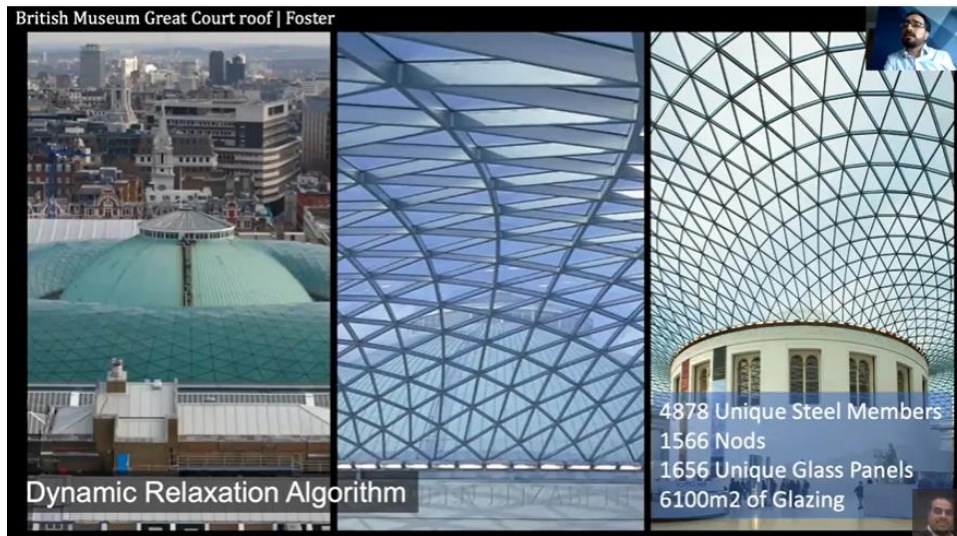 British Museum Great Court roof | Foster
4878 Unique Steel Members
1566 Nods
1656 Unique Glass Panels
6100m2 of Glazing
Dynamic Relaxation Algorithm